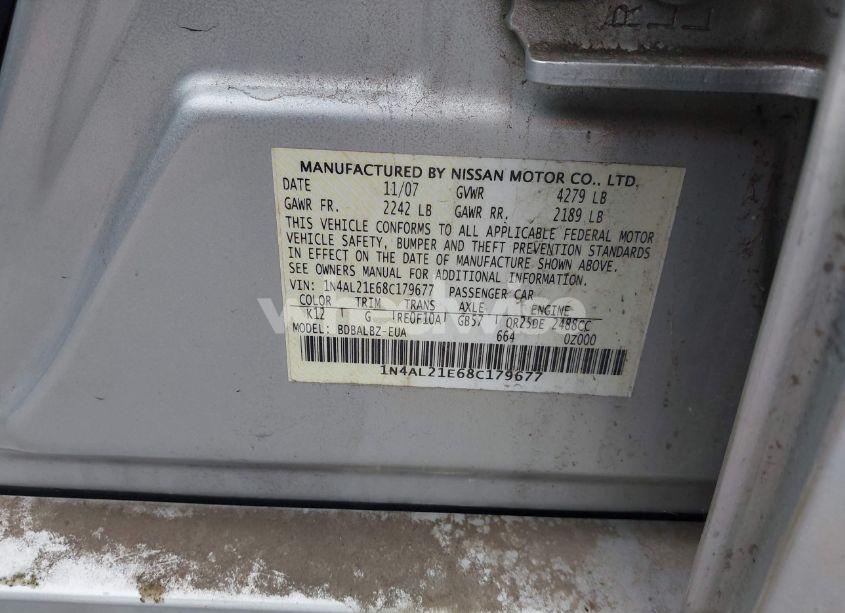 R
MANUFACTURED BY NISSAN MOTOR CO., LTD.
DATE 11/07 GVWR 4279 LB
GAWR FR. 2242 LB GAWR RR. 2189 LB
THIS VEHICLE CONFORMS TO ALL APPLICABLE FEDERAL MOTOR
VEHICLE SAFETY, BUMPER AND THEFT PREVENTION STANDARDS
IN EFFECT ON THE DATE OF MANUFACTURE SHOWN ABOVE.
SEE OWNERS MANUAL FOR ADDITIONAL INFORMATION.
VIN: 1N4AL21E68C179677 PASSENGER CAR
COLOR TRIM TRANS AXLE ENGINE
K12 G RE0F10A GB57 QR25DE 2488CC
MODEL: BDBALBZ-EUA 664 0Z000
1N4AL21E68C179677